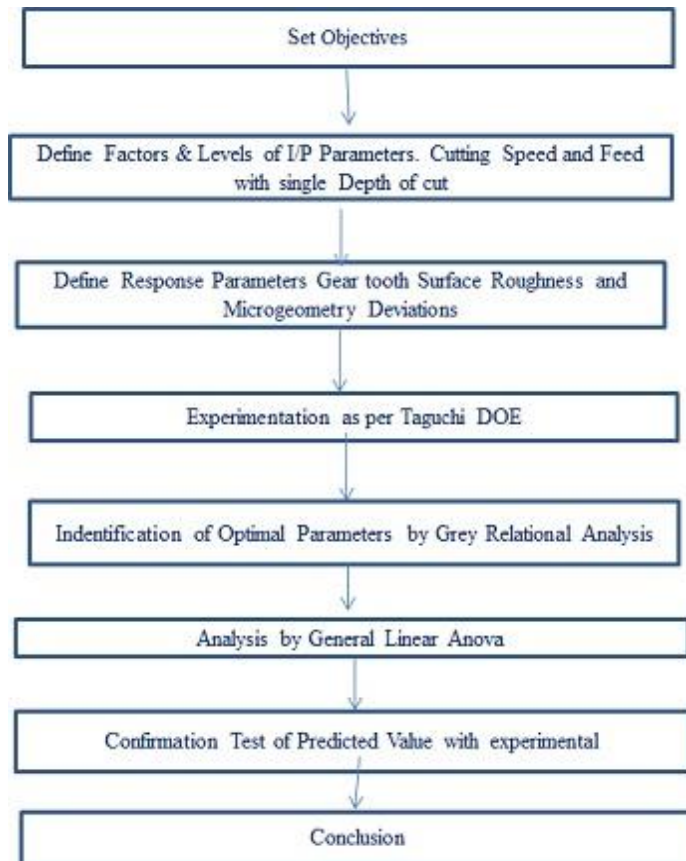 Set Objectives
Define Factors & Levels of I/P Parameters. Cutting Speed and Feed
with single Depth of cut
Define Response Parameters Gear tooth Surface Roughness and
Microgeometry Deviations
Experimentation as per Taguchi DOE
Indentification of Optimal Parameters by Grey Relational Analysis
Analysis by General Linear Anova
Confirmation Test of Predicted Value with experimental
Conclusion